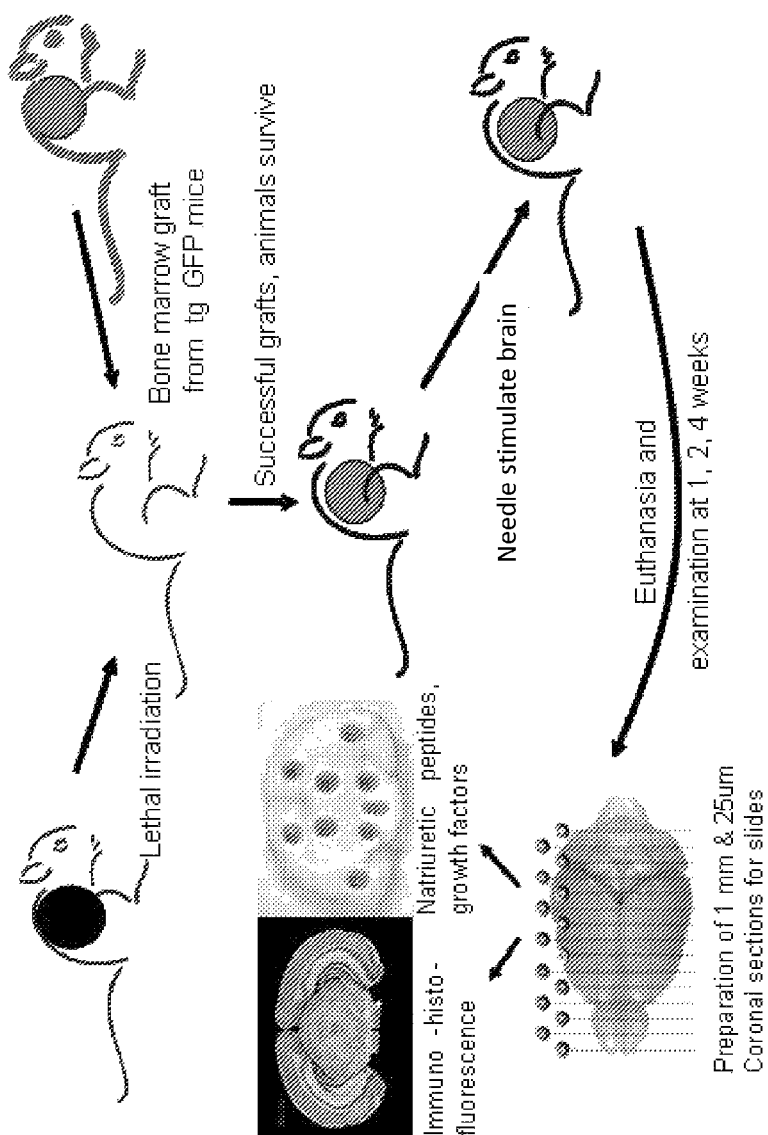 Lethal irradiation
Bone marrow graft
from tg GFP mice
Successful grafts, animals survive
Needle stimulate brain
Euthanasia and
examination at 1, 2, 4 weeks
Preparation of 1 mm & 25um
Coronal sections for slides
Immuno -histo-
fluorescence
Natriuretic peptides,
growth factors